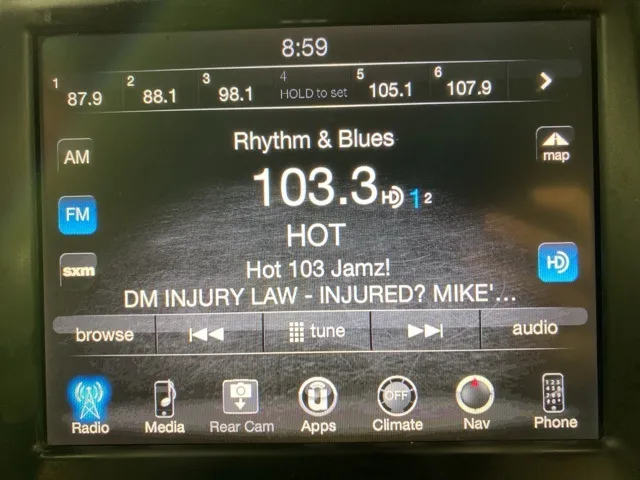 8:59
1 87.9 2 88.1 3 98.1 4 HOLD to set 5 105.1 6 107.9
Rhythm & Blues
AM
map
103.3 HD 1 2
FM
HOT
HD
Hot 103 Jamz!
sxm
DM INJURY LAW - INJURED? MIKE'...
browse tune audio
OFF
Radio Media Rear Cam Apps Climate Nav Phone